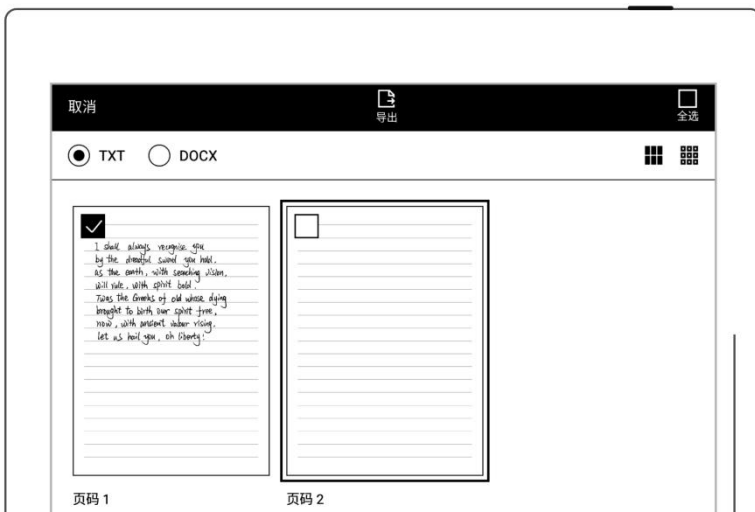 取消
导出
全选
TXT
DOCX
I shall always recognise you
by the dreadful sword you hold.
as the earth, with searching vision,
will rule, with spirit bold.
Twas the Greeks of old whose dying
brought to birth our spirit free,
now, with ancient valour rising.
let us hail you, oh liberty!
页码 1
页码 2